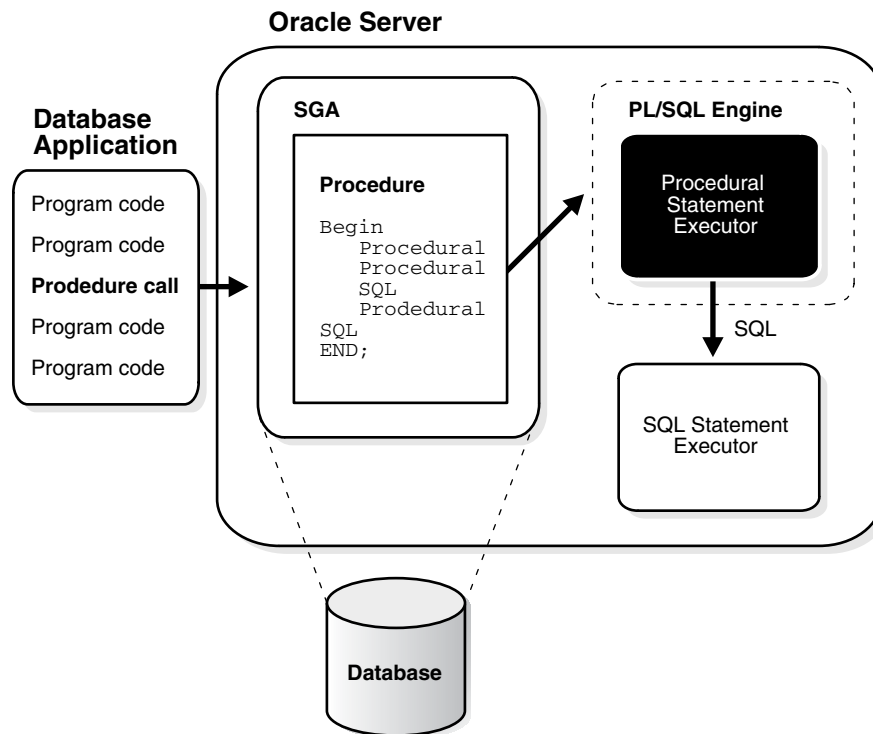 Oracle Server
Database
Application
Program code
Program code
Prodedure call
Program code
Program code
SGA
Procedure
Begin
Procedural
Procedural
SQL
Prodedural
SQL
END;
PL/SQL Engine
Procedural
Statement
Executor
SQL
SQL Statement
Executor
Database